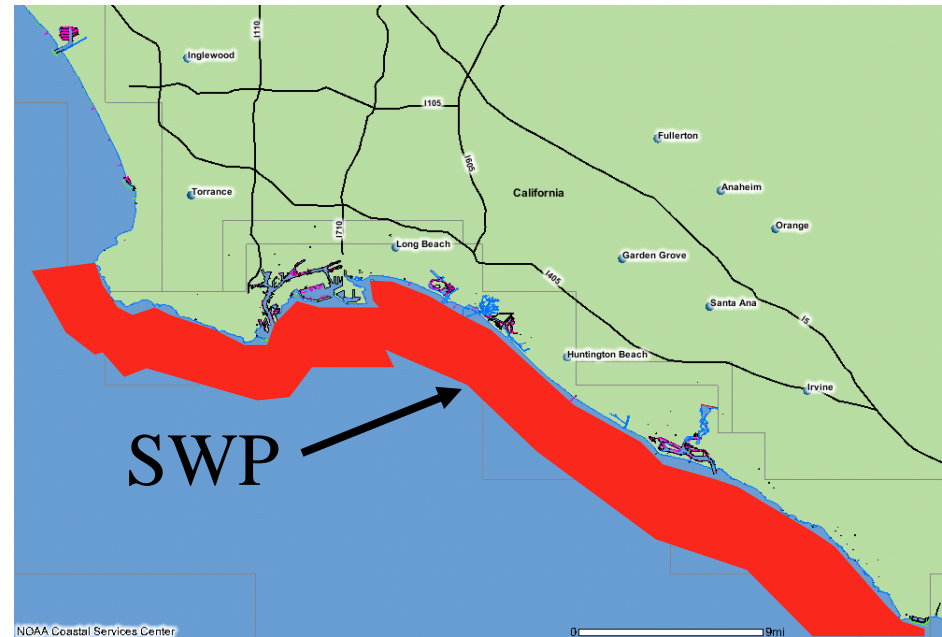 I110
Inglewood
I105
I605
Fullerton
California
Anaheim
Torrance
I710
Orange
Long Beach
Garden Grove
I405
Santa Ana
I5
Huntington Beach
Irvine
SWP
NOAA Coastal Services Center
0
9mi